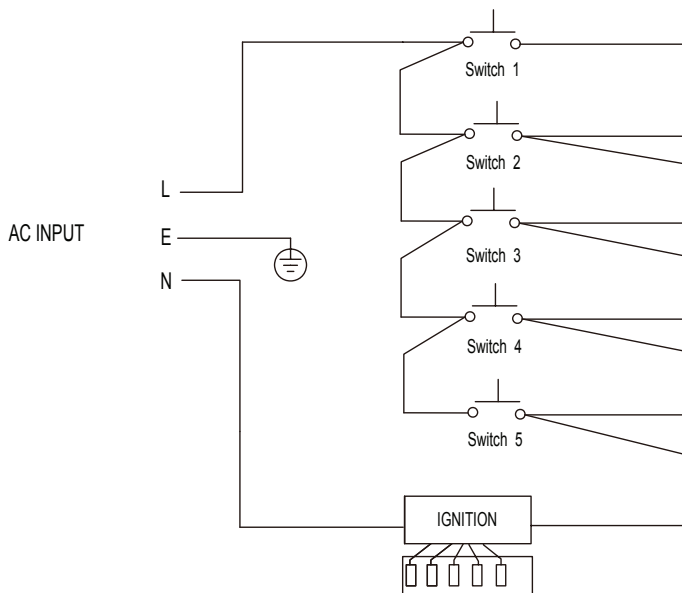 Switch 1
Switch 2
L
AC INPUT
E
Switch 3
N
Switch 4
Switch 5
IGNITION